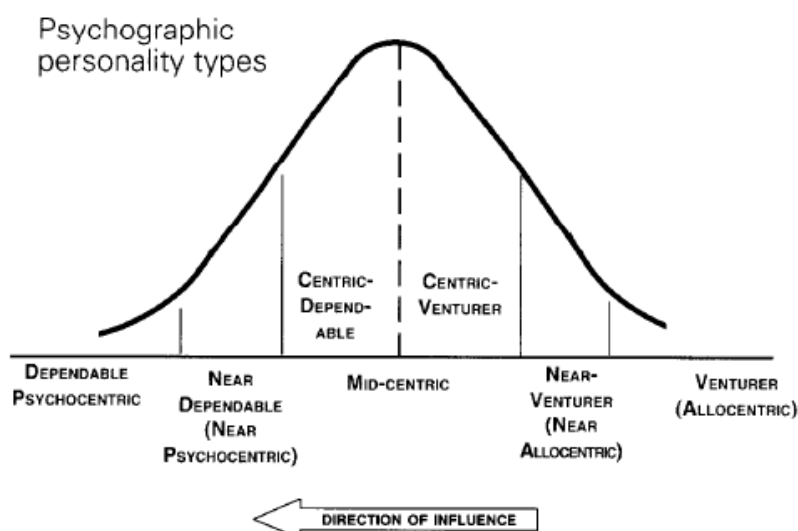 Psychographic
personality types
CENTRIC-
DEPEND-
ABLE
CENTRIC-
VENTURER
DEPENDABLE
PSYCHOCENTRIC
NEAR
DEPENDABLE
(NEAR
PSYCHOCENTRIC)
MID-CENTRIC
NEAR-
VENTURER
(NEAR
ALLOCENTRIC)
VENTURER
(ALLOCENTRIC)
DIRECTION OF INFLUENCE